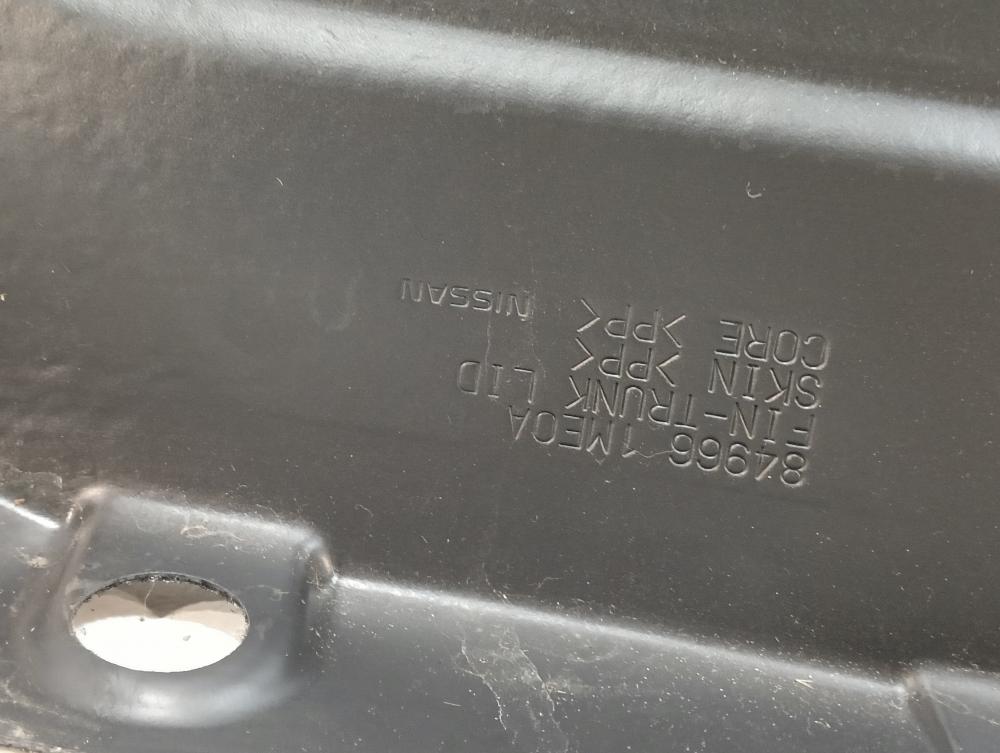 84966 1ME0A
FIN-TRUNK LID
SKIN >PP<
CORE >PP< NISSAN